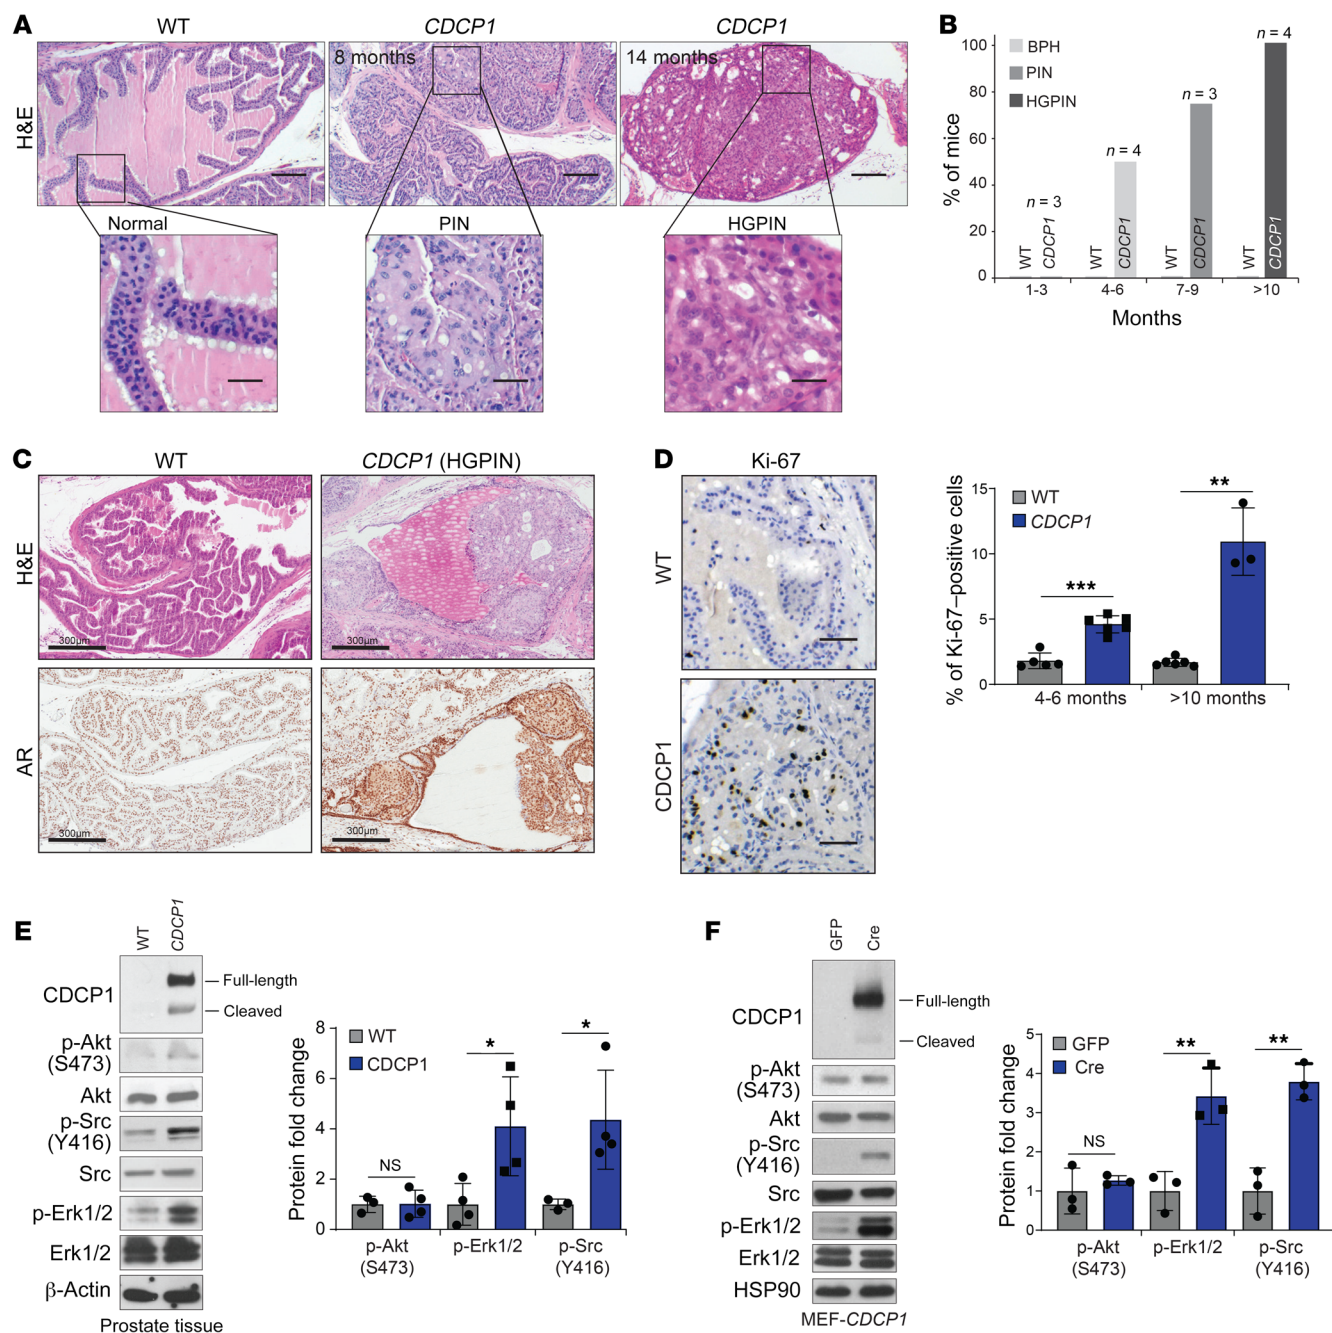 A
WT
CDCP1
CDCP1
H&E
8 months
14 months
Normal
PIN
HGPIN
B
% of mice
100
80
60
40
20
0
BPH
PIN
HGPIN
n = 3
n = 4
n = 3
n = 4
WT
CDCP1
WT
CDCP1
WT
CDCP1
WT
CDCP1
1-3
4-6
7-9
>10
Months
C
WT
CDCP1 (HGPIN)
H&E
300µm
300µm
AR
300µm
300µm
D
Ki-67
WT
CDCP1
% of Ki-67–positive cells
15
10
5
0
WT
CDCP1
***
**
4-6 months
>10 months
E
WT
CDCP1
CDCP1
Full-length
Cleaved
p-Akt
(S473)
Akt
p-Src
(Y416)
Src
p-Erk1/2
Erk1/2
β-Actin
Prostate tissue
Protein fold change
8
6
4
2
0
WT
CDCP1
NS
*
*
p-Akt
(S473)
p-Erk1/2
p-Src
(Y416)
F
GFP
Cre
CDCP1
Full-length
Cleaved
p-Akt
(S473)
Akt
p-Src
(Y416)
Src
p-Erk1/2
Erk1/2
HSP90
MEF-CDCP1
Protein fold change
5
4
3
2
1
0
GFP
Cre
NS
**
**
p-Akt
(S473)
p-Erk1/2
p-Src
(Y416)